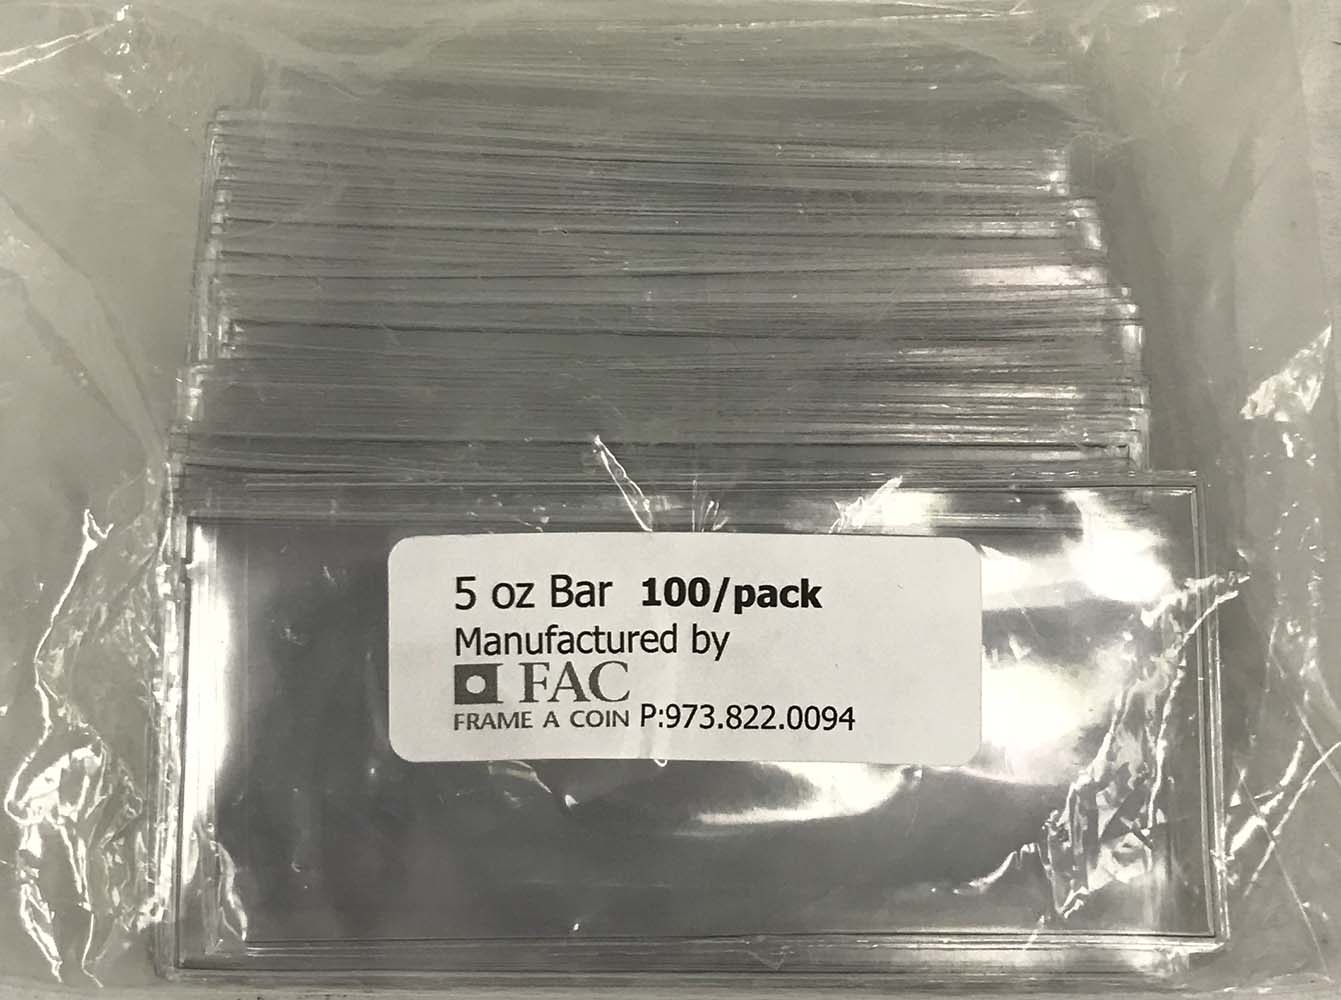 5 oz Bar 100/pack
Manufactured by
FAC
FRAME A COIN P:973.822.0094